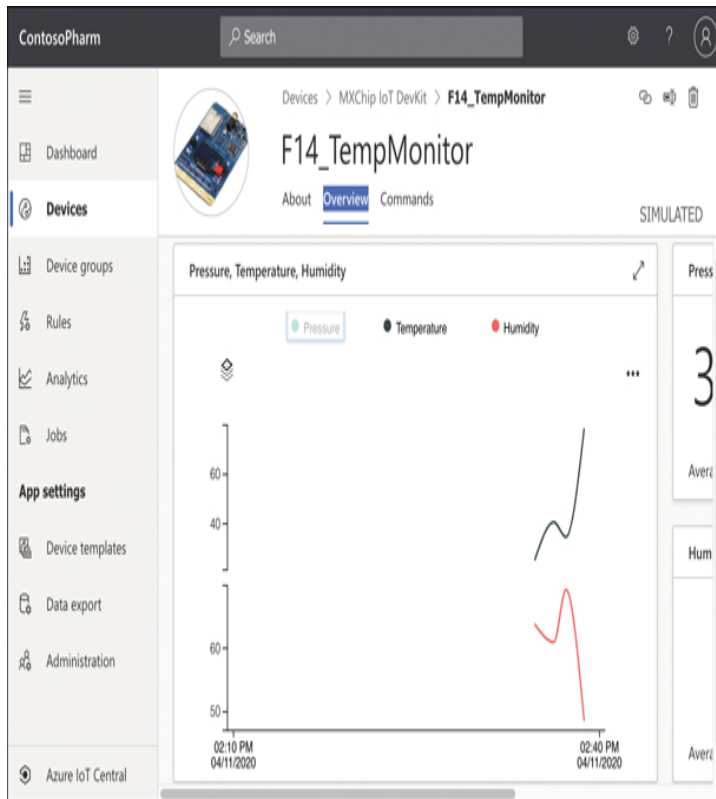 ContosoPharm
Search
?
Devices > MXChip IoT DevKit > F14_TempMonitor
F14_TempMonitor
About Overview Commands
SIMULATED
Dashboard
Devices
Device groups
Rules
Analytics
Jobs
App settings
Device templates
Data export
Administration
Azure IoT Central
Pressure, Temperature, Humidity
Pressure Temperature Humidity
...
60
40
60
50
02:10 PM
04/11/2020
02:40 PM
04/11/2020
Press
3
Avera
Hum
Avera